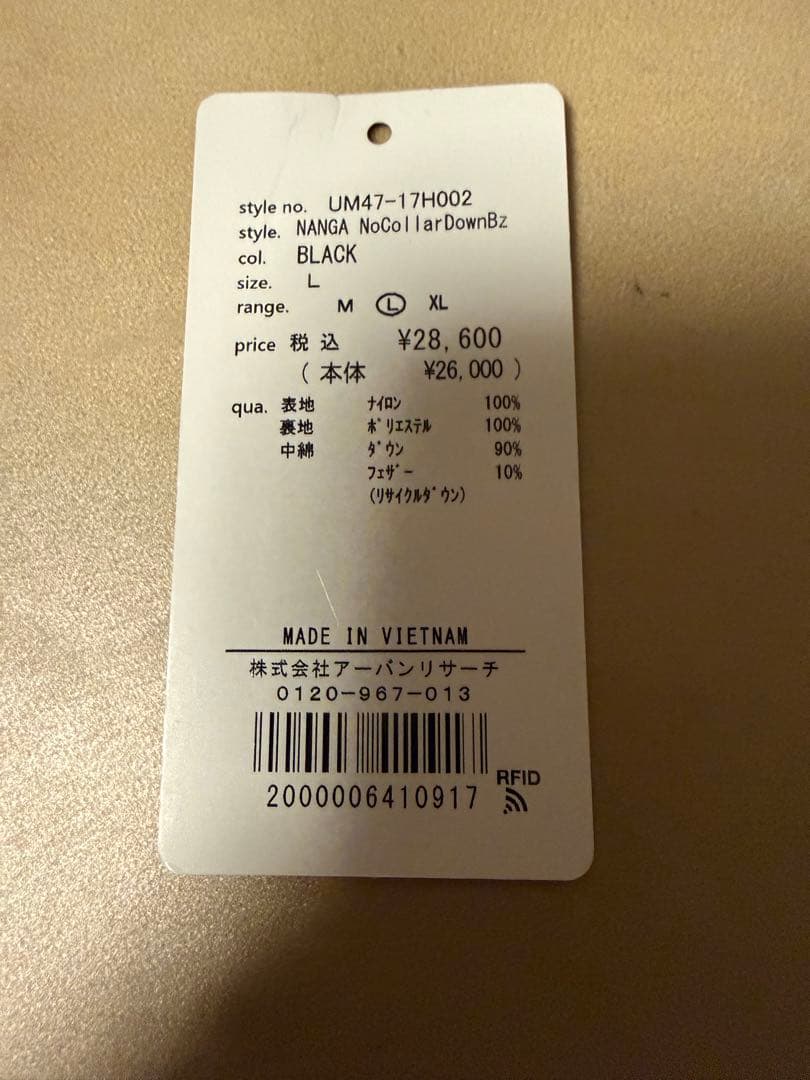 style no. UM47-17H002
style. NANGA NoCollarDownBz
col. BLACK
size. L
range. M Ⓛ XL
price 税込 ¥28,600
(本体 ¥26,000)
qua. 表地 ﾅｲﾛﾝ 100%
裏地 ﾎﾟﾘｴｽﾃﾙ 100%
中綿 ﾀﾞｳﾝ 90%
ﾌｪｻﾞｰ 10%
(ﾘｻｲｸﾙﾀﾞｳﾝ)
MADE IN VIETNAM
株式会社アーバンリサーチ
0120-967-013
RFID
2000006410917